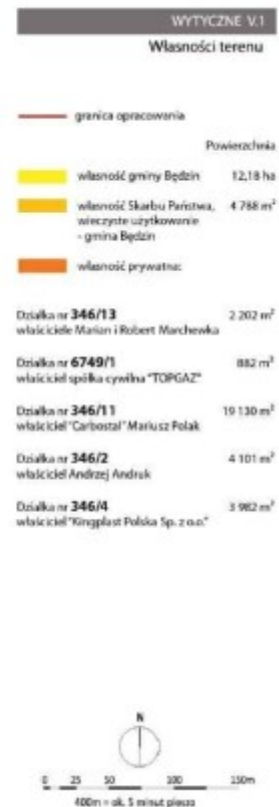 WYTYCZNE V.1
Własności terenu
granica opracowania
Powierzchnia
własność gminy Będzin 12,18 ha
własność Skarbu Państwa, 4 768 m²
wieczyste użytkowanie
- gmina Będzin
własność prywatna:
Działka nr 346/13 2 202 m²
właściciele Marian i Robert Marchewka
Działka nr 6749/1 882 m²
właściciel spółka cywilna "TOPGAZ"
Działka nr 346/11 19 130 m²
właściciel "Carbostal" Mariusz Polak
Działka nr 346/2 4 101 m²
właściciel Andrzej Andruk
Działka nr 346/4 3 982 m²
właściciel "Kingplast Polska Sp. z o.o."
N
0 25 50 100 150m
400m = ok. 5 minut pieszo